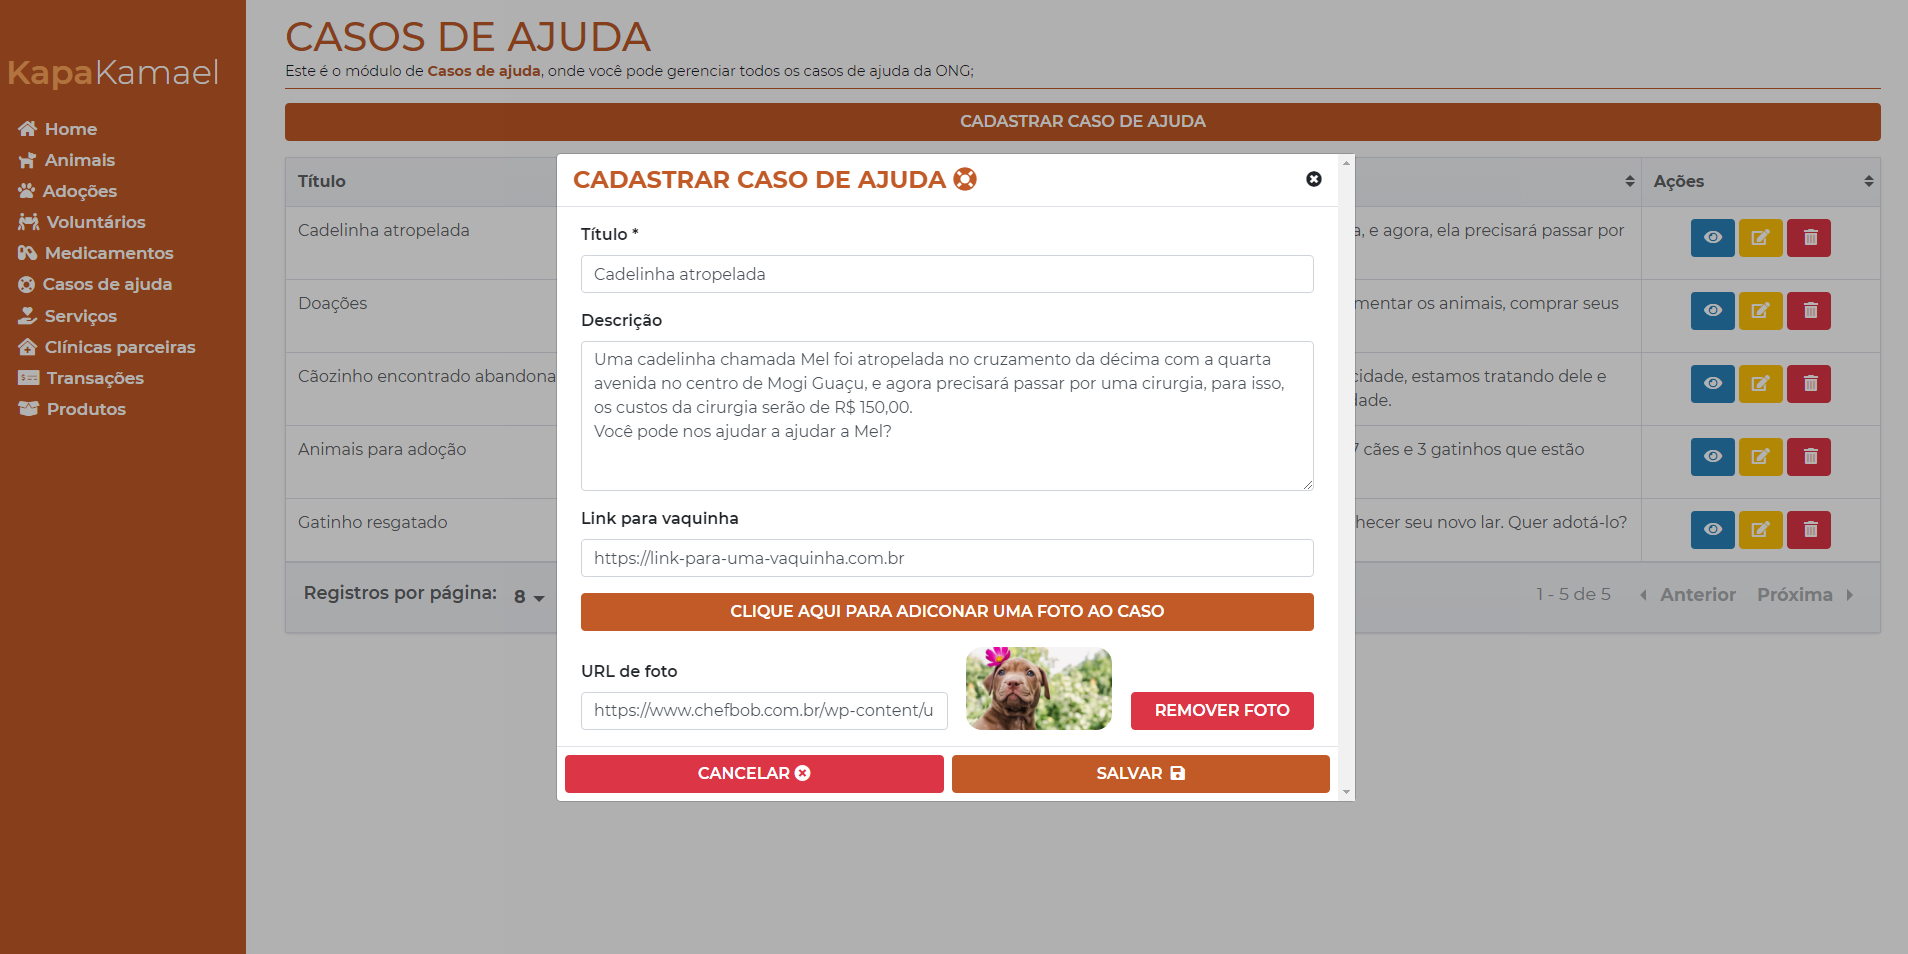 KapaKamael
Home
Animais
Adoções
Voluntários
Medicamentos
Casos de ajuda
Serviços
Clínicas parceiras
Transações
Produtos
CASOS DE AJUDA
Este é o módulo de Casos de ajuda, onde você pode gerenciar todos os casos de ajuda da ONG;
CADASTRAR CASO DE AJUDA
Título
Ações
Cadelinha atropelada
, e agora, ela precisará passar por
Doações
mentar os animais, comprar seus
Cãozinho encontrado abandona
cidade, estamos tratando dele e
dade.
Animais para adoção
7 cães e 3 gatinhos que estão
Gatinho resgatado
hecer seu novo lar. Quer adotá-lo?
Registros por página: 8
1 - 5 de 5 Anterior Próxima
CADASTRAR CASO DE AJUDA
Título *
Cadelinha atropelada
Descrição
Uma cadelinha chamada Mel foi atropelada no cruzamento da décima com a quarta
avenida no centro de Mogi Guaçu, e agora precisará passar por uma cirurgia, para isso,
os custos da cirurgia serão de R$ 150,00.
Você pode nos ajudar a ajudar a Mel?
Link para vaquinha
https://link-para-uma-vaquinha.com.br
CLIQUE AQUI PARA ADICONAR UMA FOTO AO CASO
URL de foto
https://www.chefbob.com.br/wp-content/u
REMOVER FOTO
CANCELAR
SALVAR